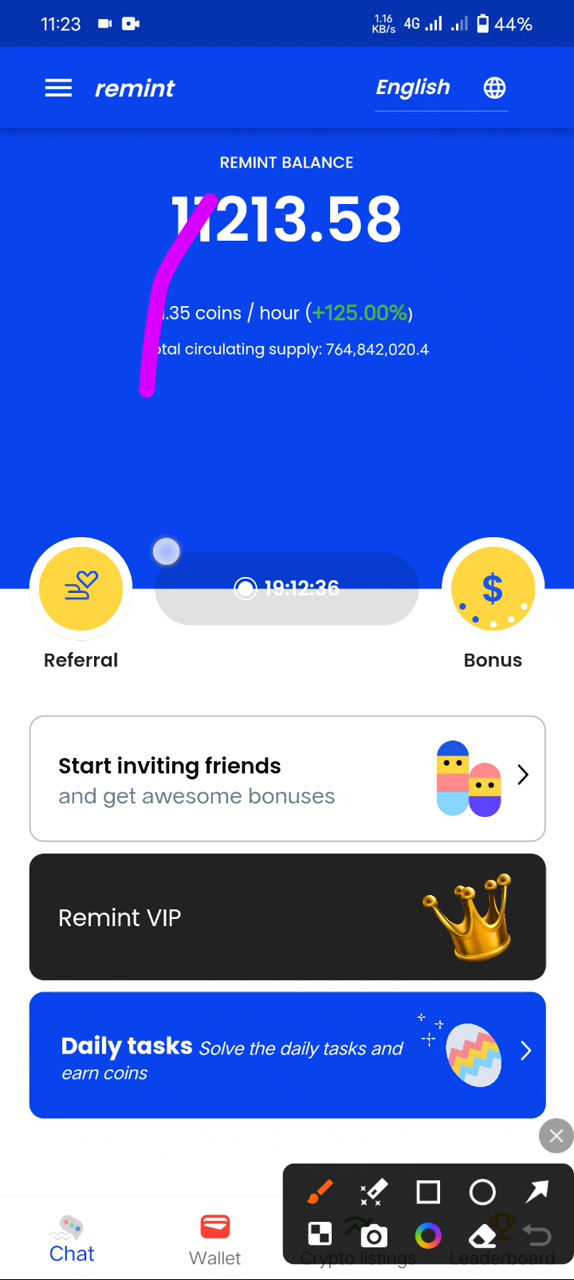 11:23
1.16 KB/s 4G 44%
remint English
REMINT BALANCE
11213.58
.35 coins / hour (+125.00%)
total circulating supply: 764,842,020.4
19:12:36
Referral
$
Bonus
Start inviting friends
and get awesome bonuses
Remint VIP
Daily tasks Solve the daily tasks and
earn coins
Chat
Wallet
Crypto listings
Leaderboard